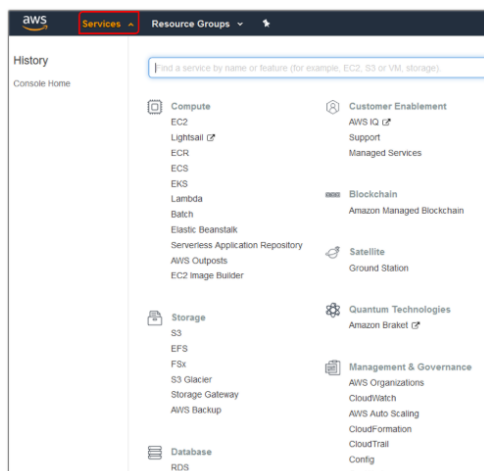 aws
Services
Resource Groups
History
Console Home
Find a service by name or feature (for example, EC2, S3 or VM, storage).
Compute
EC2
Lightsail
ECR
ECS
EKS
Lambda
Batch
Elastic Beanstalk
Serverless Application Repository
AWS Outposts
EC2 Image Builder
Storage
S3
EFS
FSx
S3 Glacier
Storage Gateway
AWS Backup
Database
RDS
Customer Enablement
AWS IQ
Support
Managed Services
Blockchain
Amazon Managed Blockchain
Satellite
Ground Station
Quantum Technologies
Amazon Braket
Management & Governance
AWS Organizations
CloudWatch
AWS Auto Scaling
CloudFormation
CloudTrail
Config